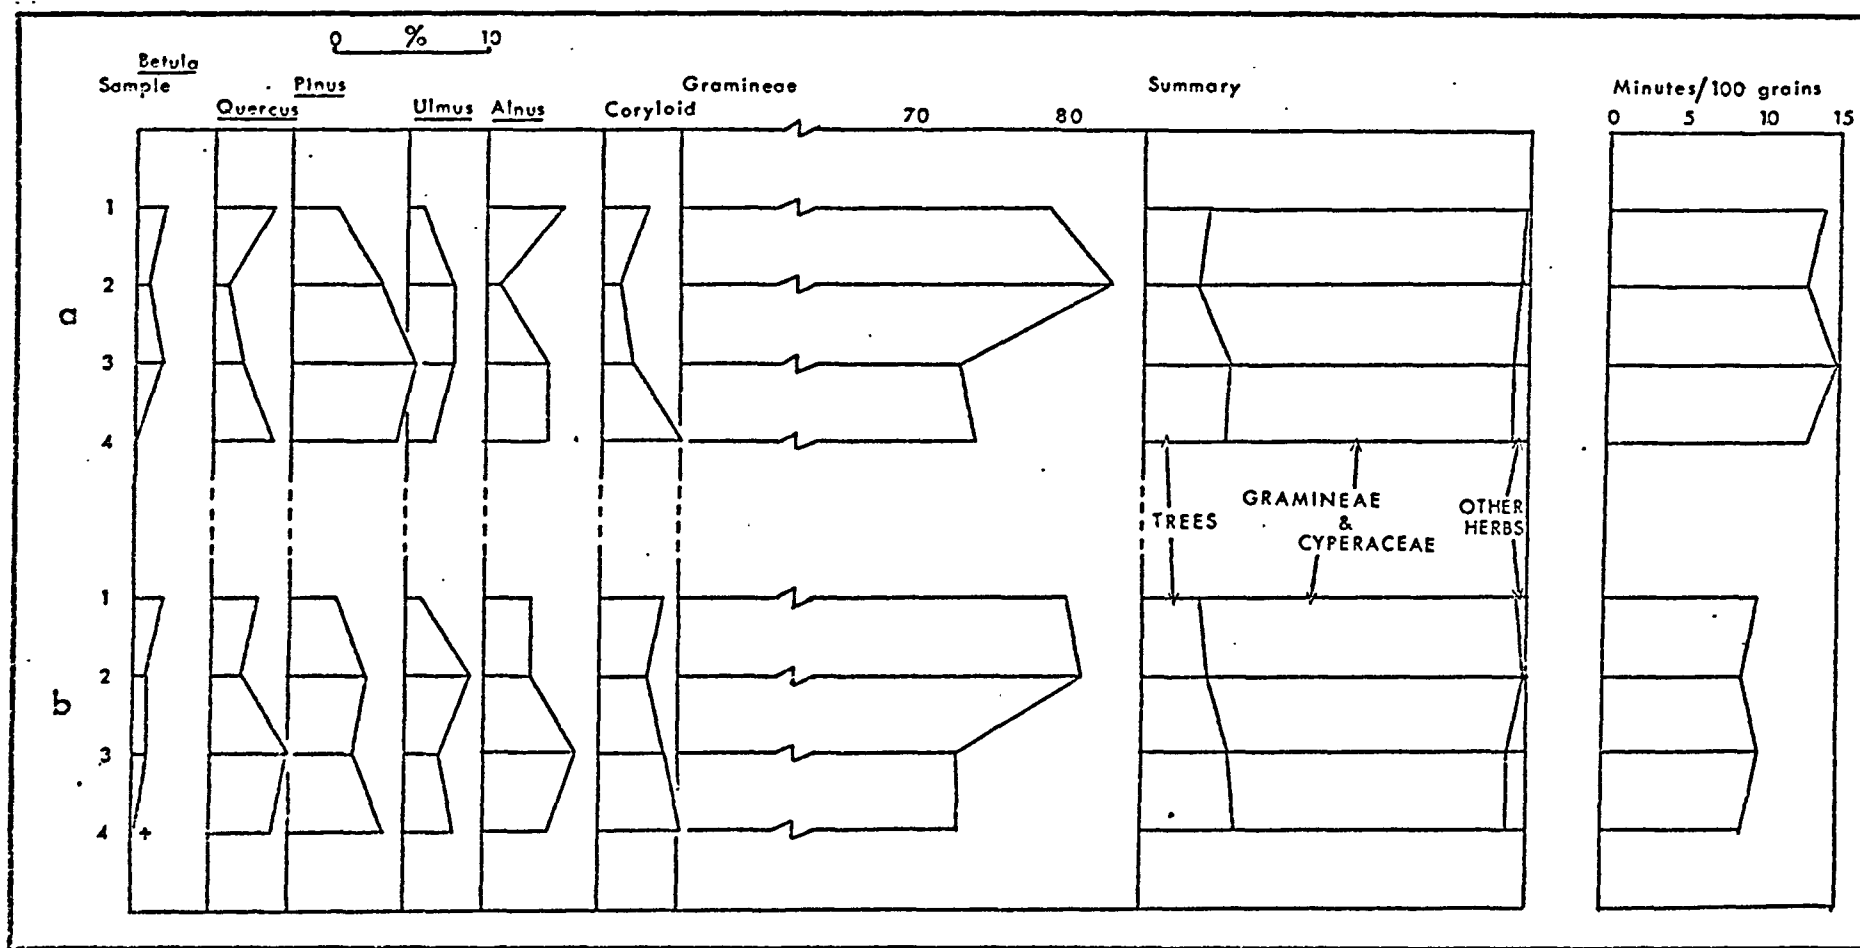 0 % 10
Betula
Sample Pinus Gramineae Summary Minutes/100 grains
Quercus Ulmus Alnus Coryloid 70 80 0 5 10 15
1
2
a
3
4
GRAMINEAE
&
CYPERACEAE
TREES
OTHER
HERBS
1
2
b
3
4 +